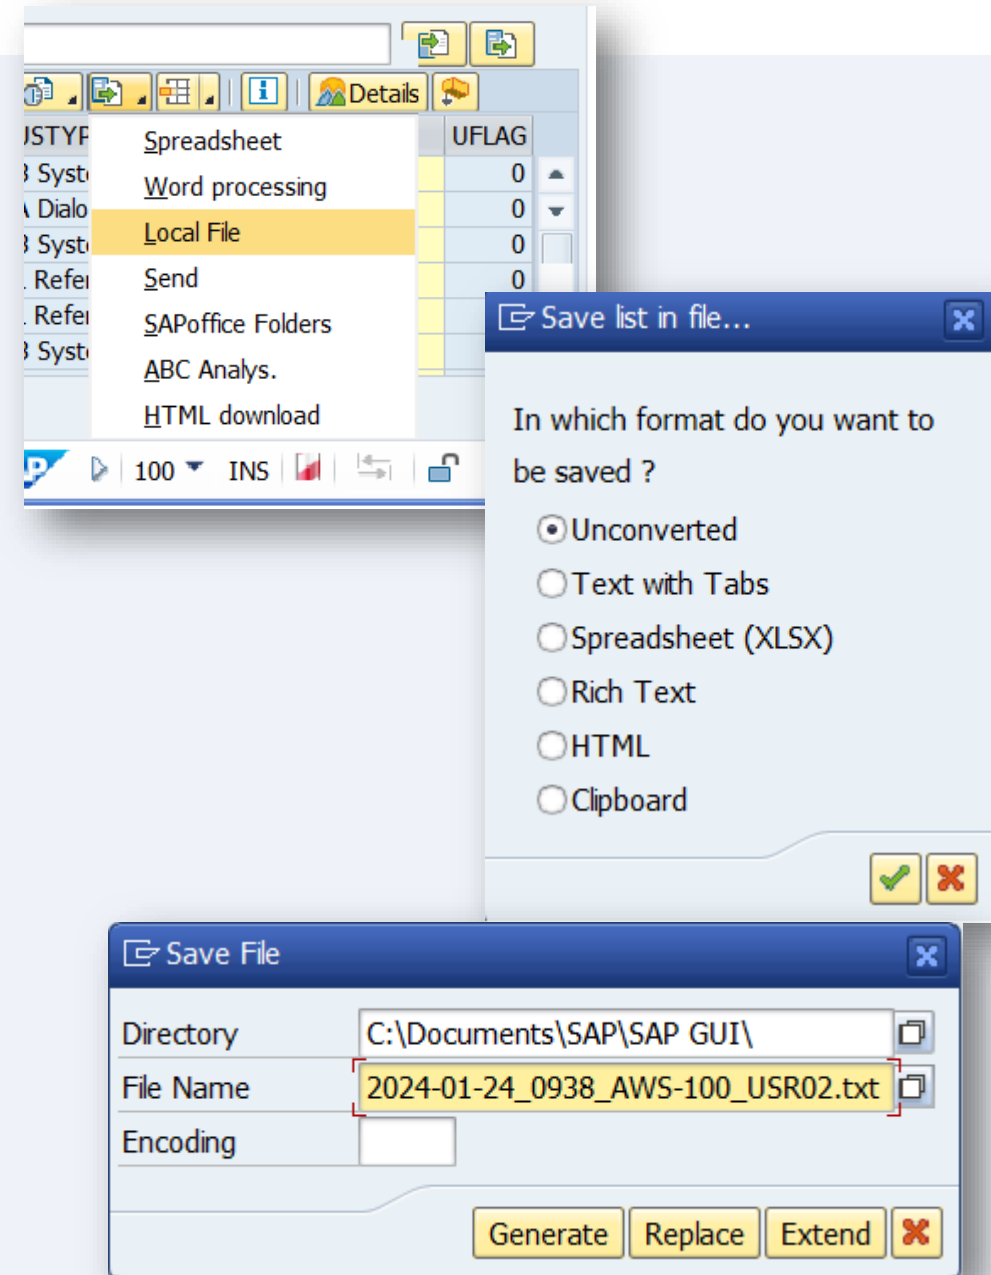 Details
UFLAG
Spreadsheet
0
Word processing
0
Local File
0
Send
0
SAPoffice Folders
ABC Analys.
HTML download
100 INS
Save list in file...
In which format do you want to
be saved ?
Unconverted
Text with Tabs
Spreadsheet (XLSX)
Rich Text
HTML
Clipboard
Save File
Directory C:\Documents\SAP\SAP GUI\
File Name 2024-01-24_0938_AWS-100_USR02.txt
Encoding
Generate Replace Extend